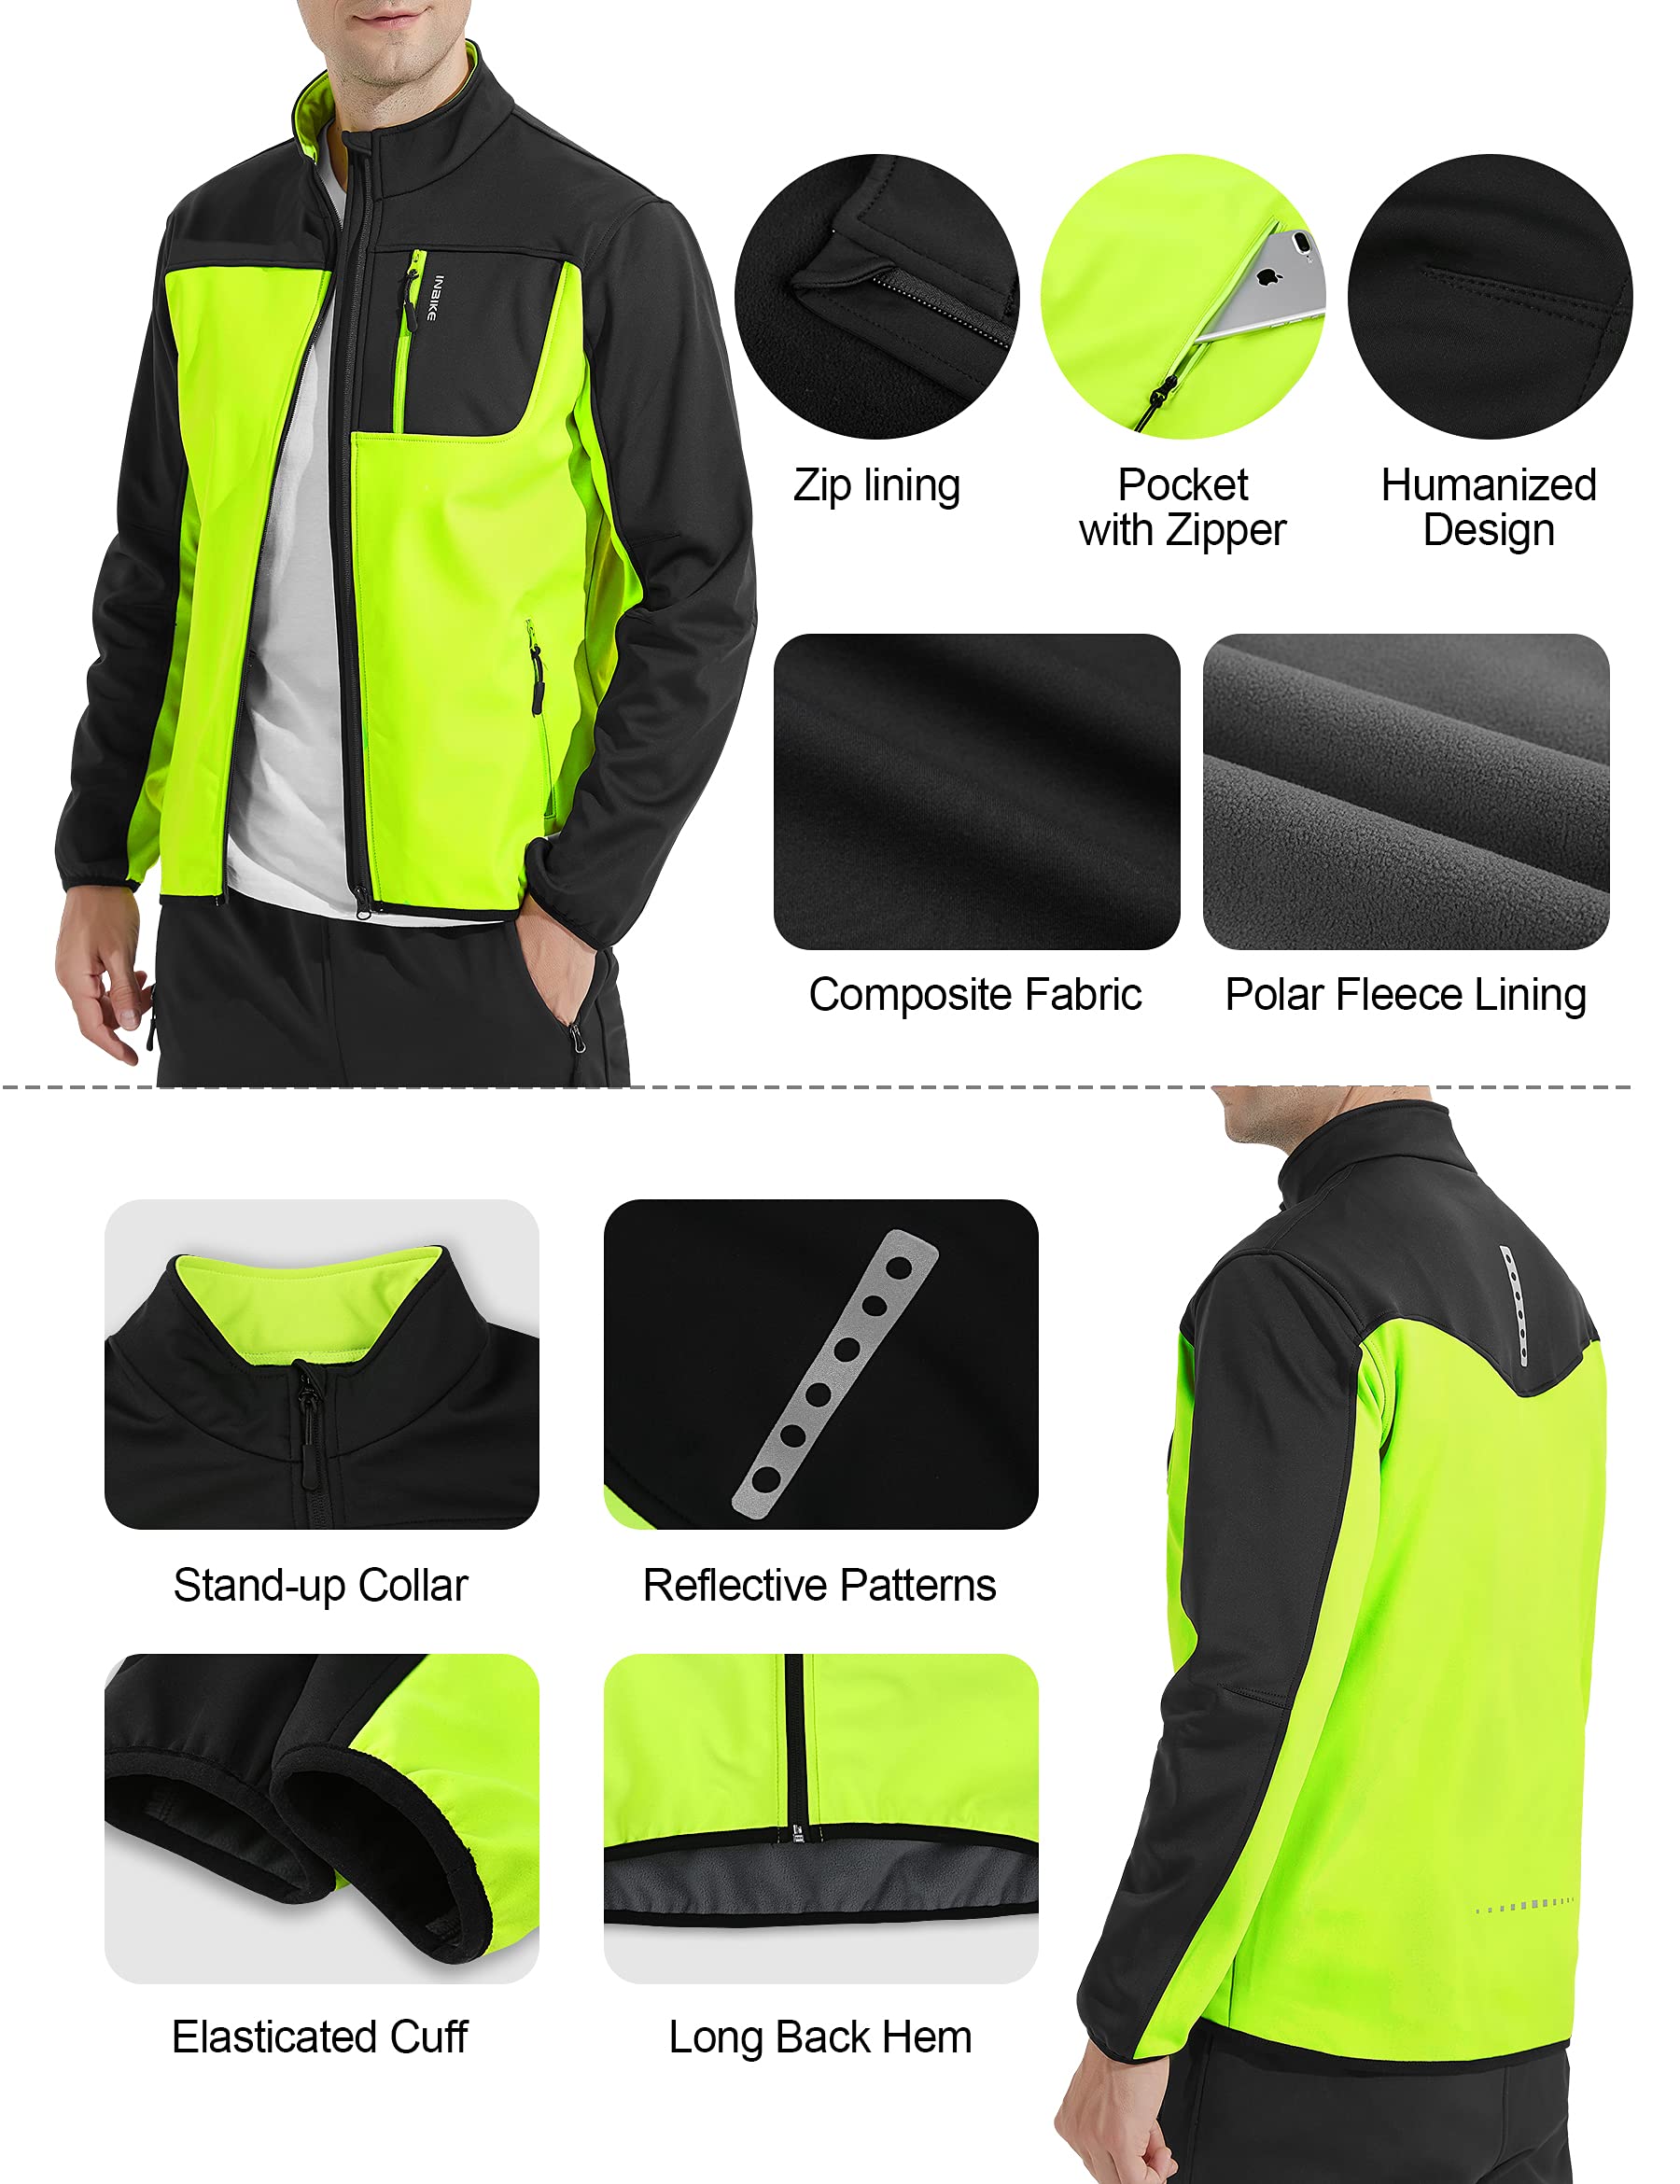 INBIKE
Zip lining
Pocket
with Zipper
Humanized
Design
Composite Fabric
Polar Fleece Lining
Stand-up Collar
Reflective Patterns
Elasticated Cuff
Long Back Hem